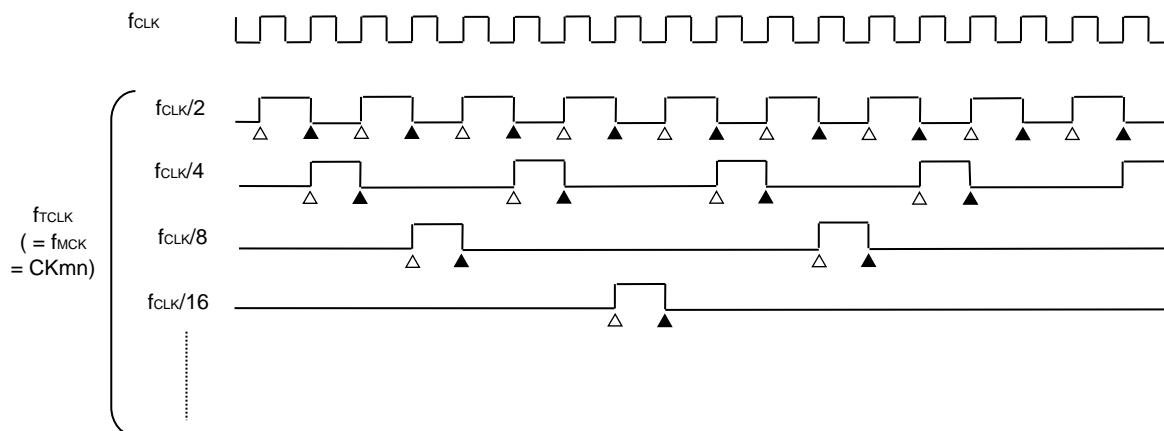 fCLK
fCLK/2
fCLK/4
fTCLK
( = fMCK
= CKmn)
fCLK/8
fCLK/16